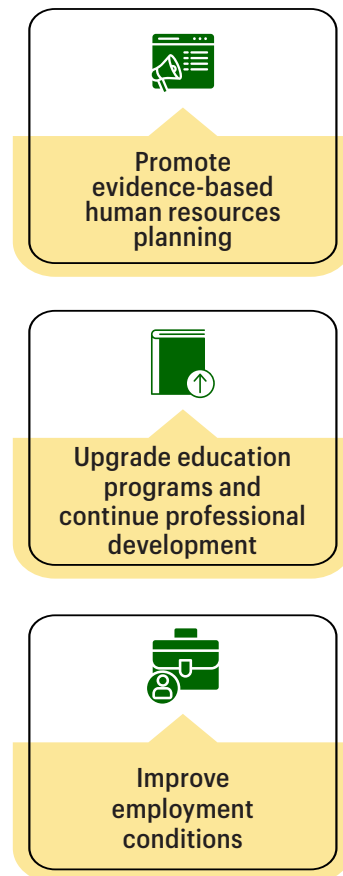 Promote
evidence-based
human resources
planning
Upgrade education
programs and
continue professional
development
Improve
employment
conditions